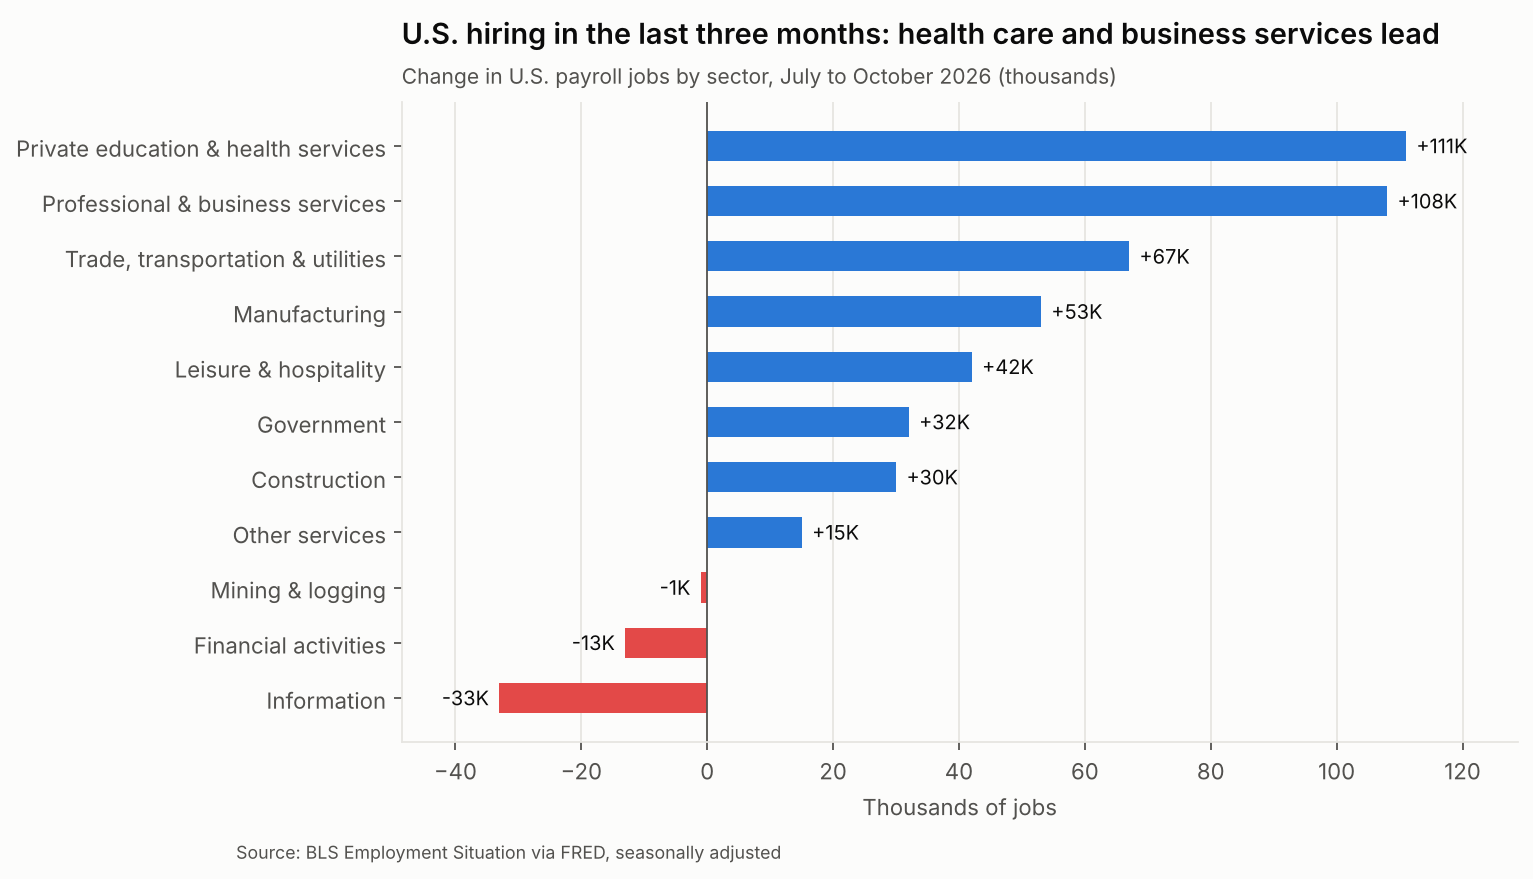 U.S. hiring in the last three months: health care and business services lead
Change in U.S. payroll jobs by sector, July to October 2026 (thousands)
Private education & health services +111K
Professional & business services +108K
Trade, transportation & utilities +67K
Manufacturing +53K
Leisure & hospitality +42K
Government +32K
Construction +30K
Other services +15K
Mining & logging -1K
Financial activities -13K
Information -33K
−40 −20 0 20 40 60 80 100 120
Thousands of jobs
Source: BLS Employment Situation via FRED, seasonally adjusted